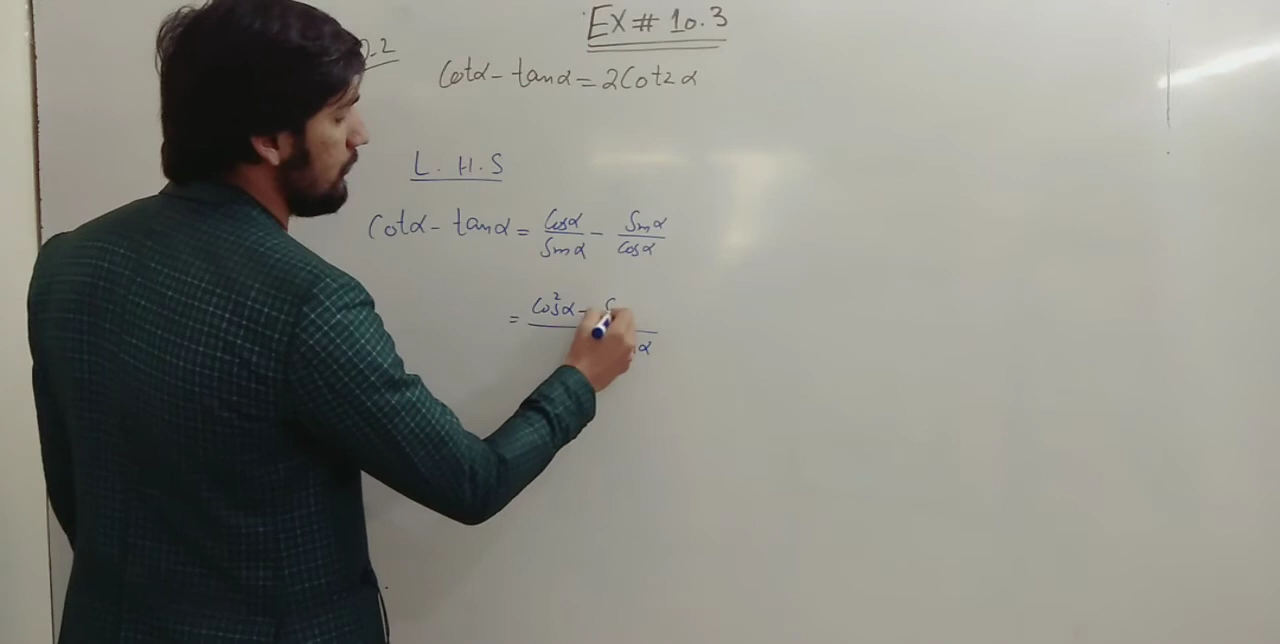 EX # 10.3
Cotα - tanα = 2Cot2α
L.H.S
Cotα - tanα = Cosα/Sinα - Sinα/Cosα
= Cos²α -